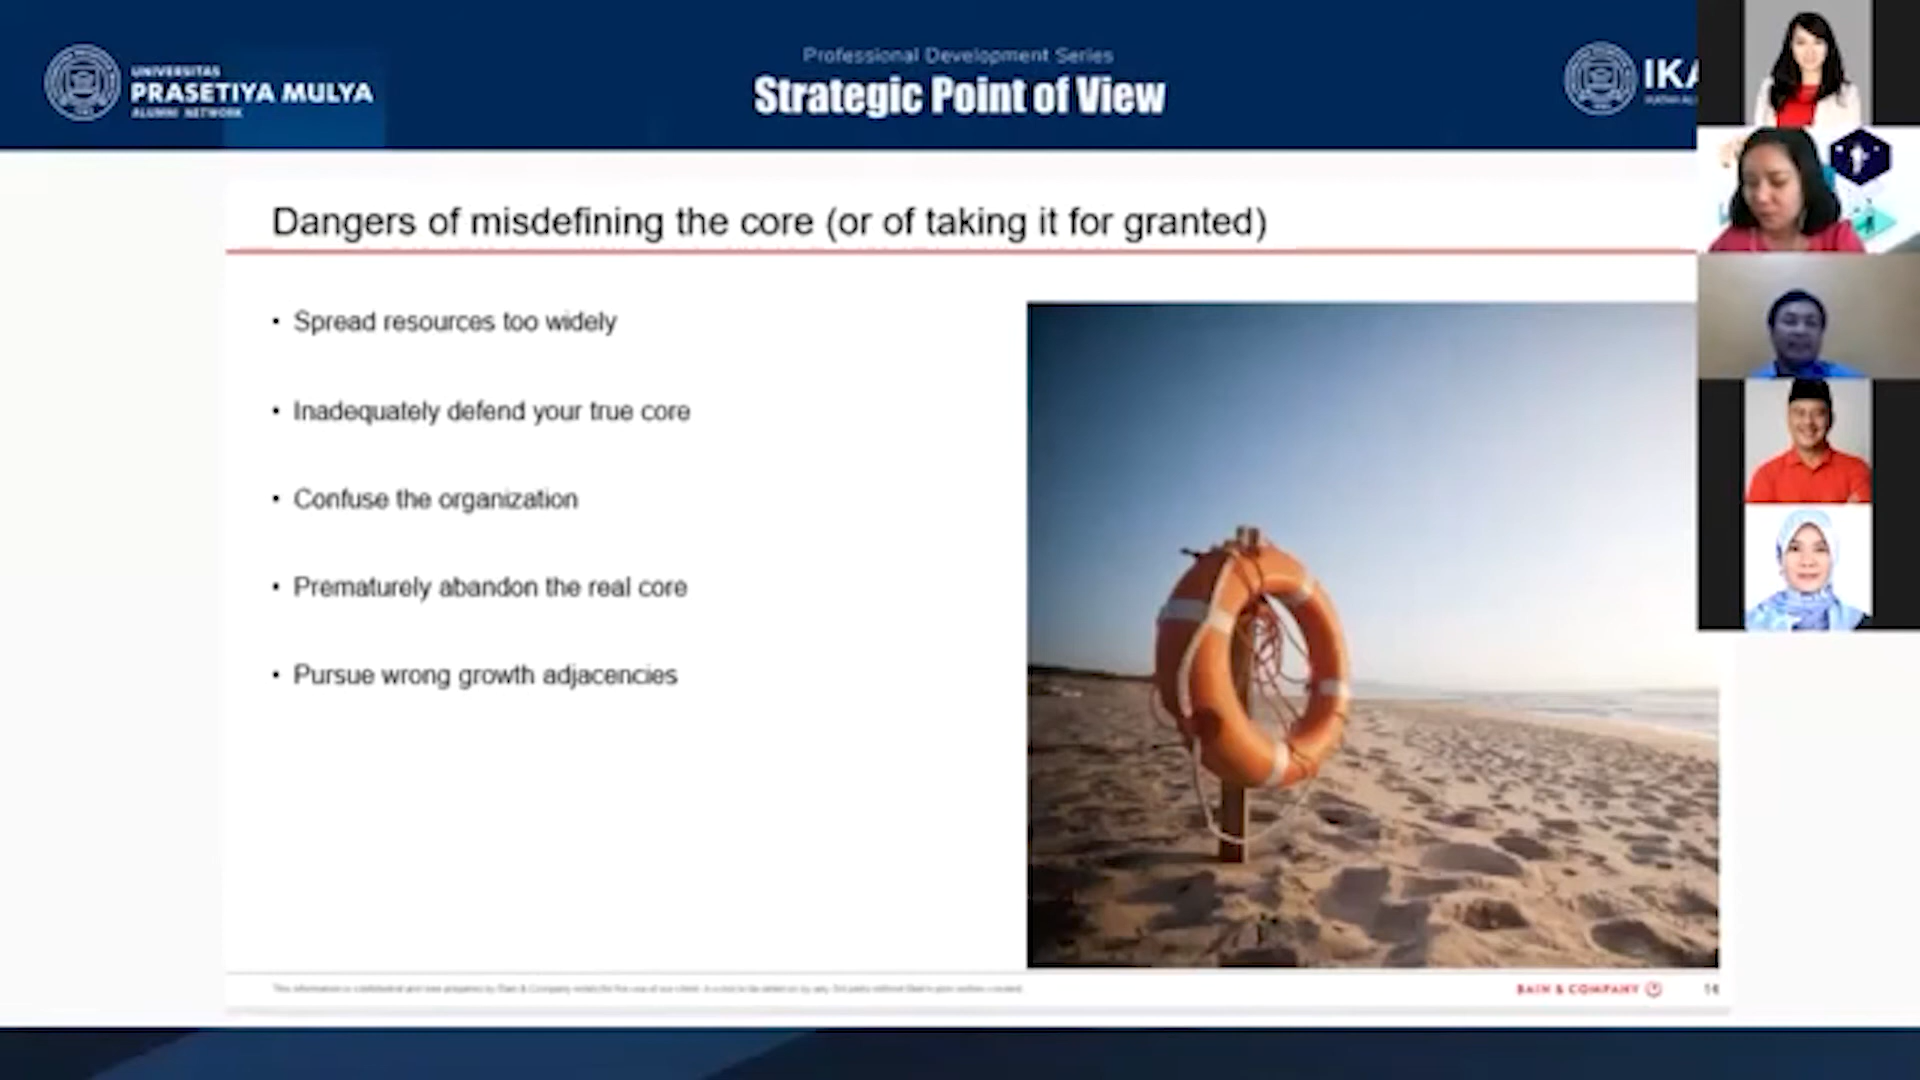 UNIVERSITAS
PRASETIYA MULYA
ALUMNI NETWORK
Professional Development Series
Strategic Point of View
IKA
Dangers of misdefining the core (or of taking it for granted)
• Spread resources too widely
• Inadequately defend your true core
• Confuse the organization
• Prematurely abandon the real core
• Pursue wrong growth adjacencies
BAIN & COMPANY